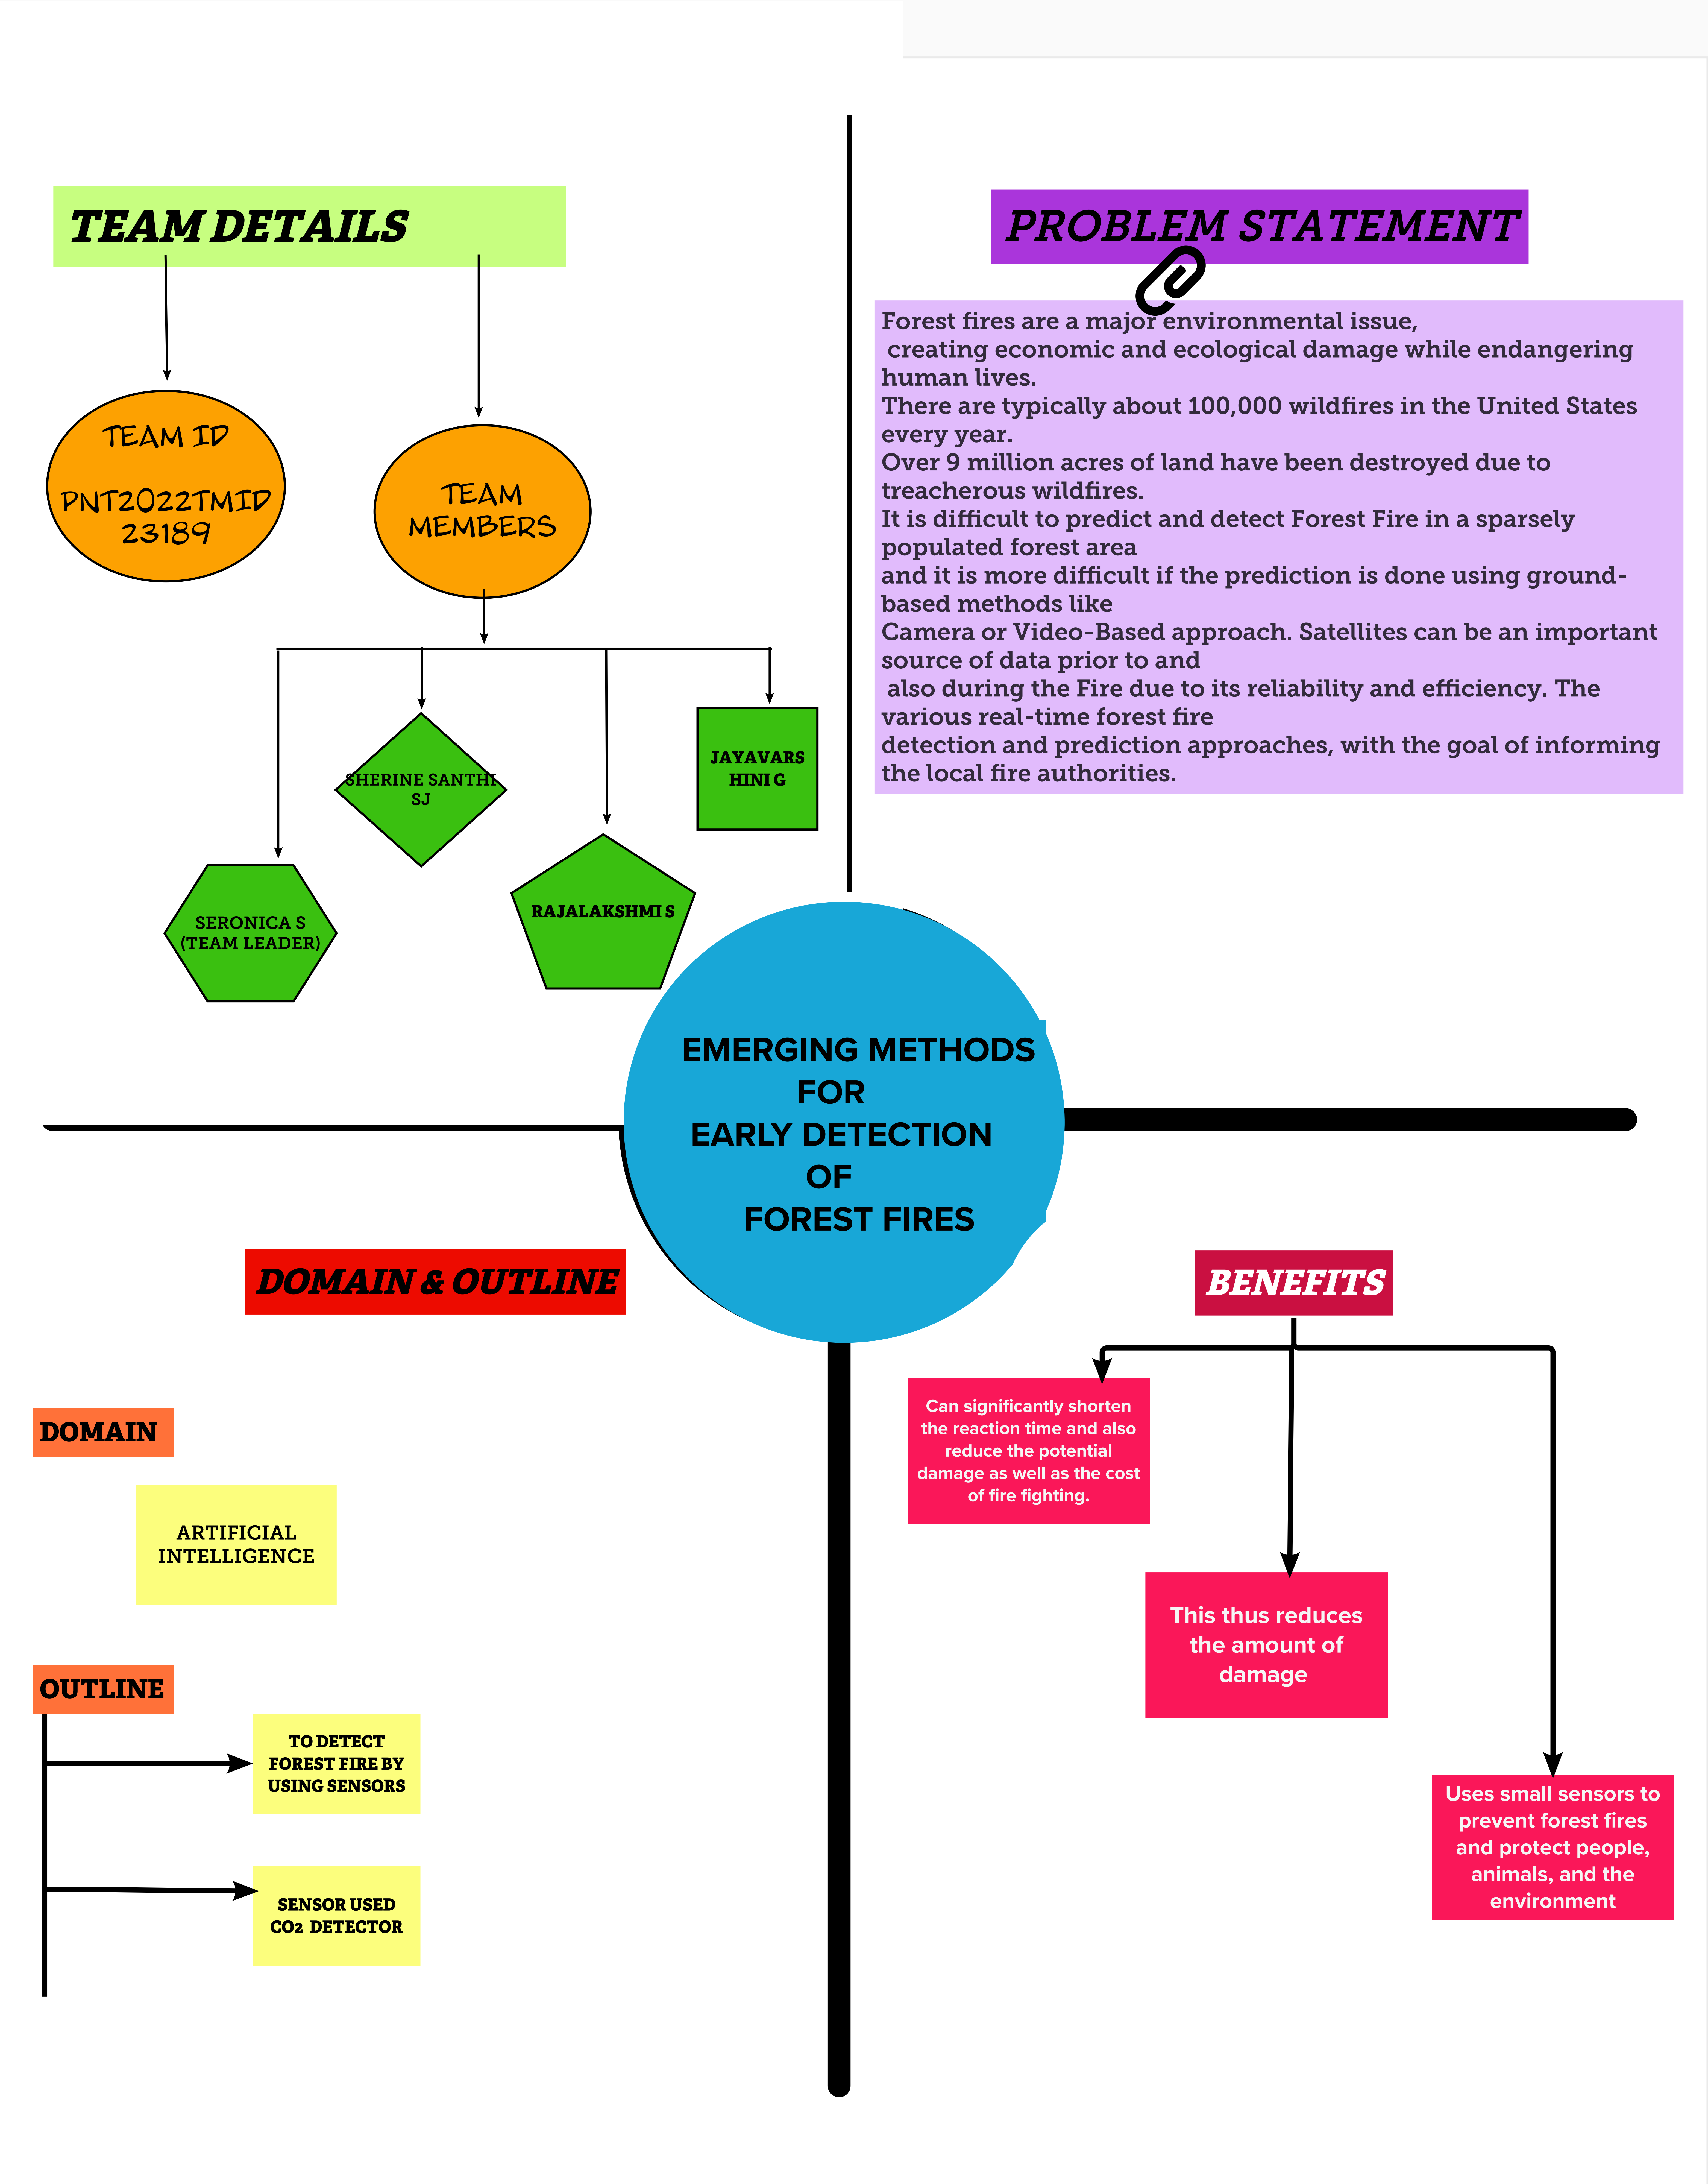 TEAM DETAILS
TEAM ID
PNT2022TMID
23189
TEAM
MEMBERS
SHERINE SANTHI
SJ
JAYAVARS
HINI G
SERONICA S
(TEAM LEADER)
RAJALAKSHMI S
PROBLEM STATEMENT
Forest fires are a major environmental issue,
creating economic and ecological damage while endangering
human lives.
There are typically about 100,000 wildfires in the United States
every year.
Over 9 million acres of land have been destroyed due to
treacherous wildfires.
It is difficult to predict and detect Forest Fire in a sparsely
populated forest area
and it is more difficult if the prediction is done using ground-
based methods like
Camera or Video-Based approach. Satellites can be an important
source of data prior to and
also during the Fire due to its reliability and efficiency. The
various real-time forest fire
detection and prediction approaches, with the goal of informing
the local fire authorities.
EMERGING METHODS
FOR
EARLY DETECTION
OF
FOREST FIRES
DOMAIN & OUTLINE
DOMAIN
ARTIFICIAL
INTELLIGENCE
OUTLINE
TO DETECT
FOREST FIRE BY
USING SENSORS
SENSOR USED
CO2 DETECTOR
BENEFITS
Can significantly shorten
the reaction time and also
reduce the potential
damage as well as the cost
of fire fighting.
This thus reduces
the amount of
damage
Uses small sensors to
prevent forest fires
and protect people,
animals, and the
environment